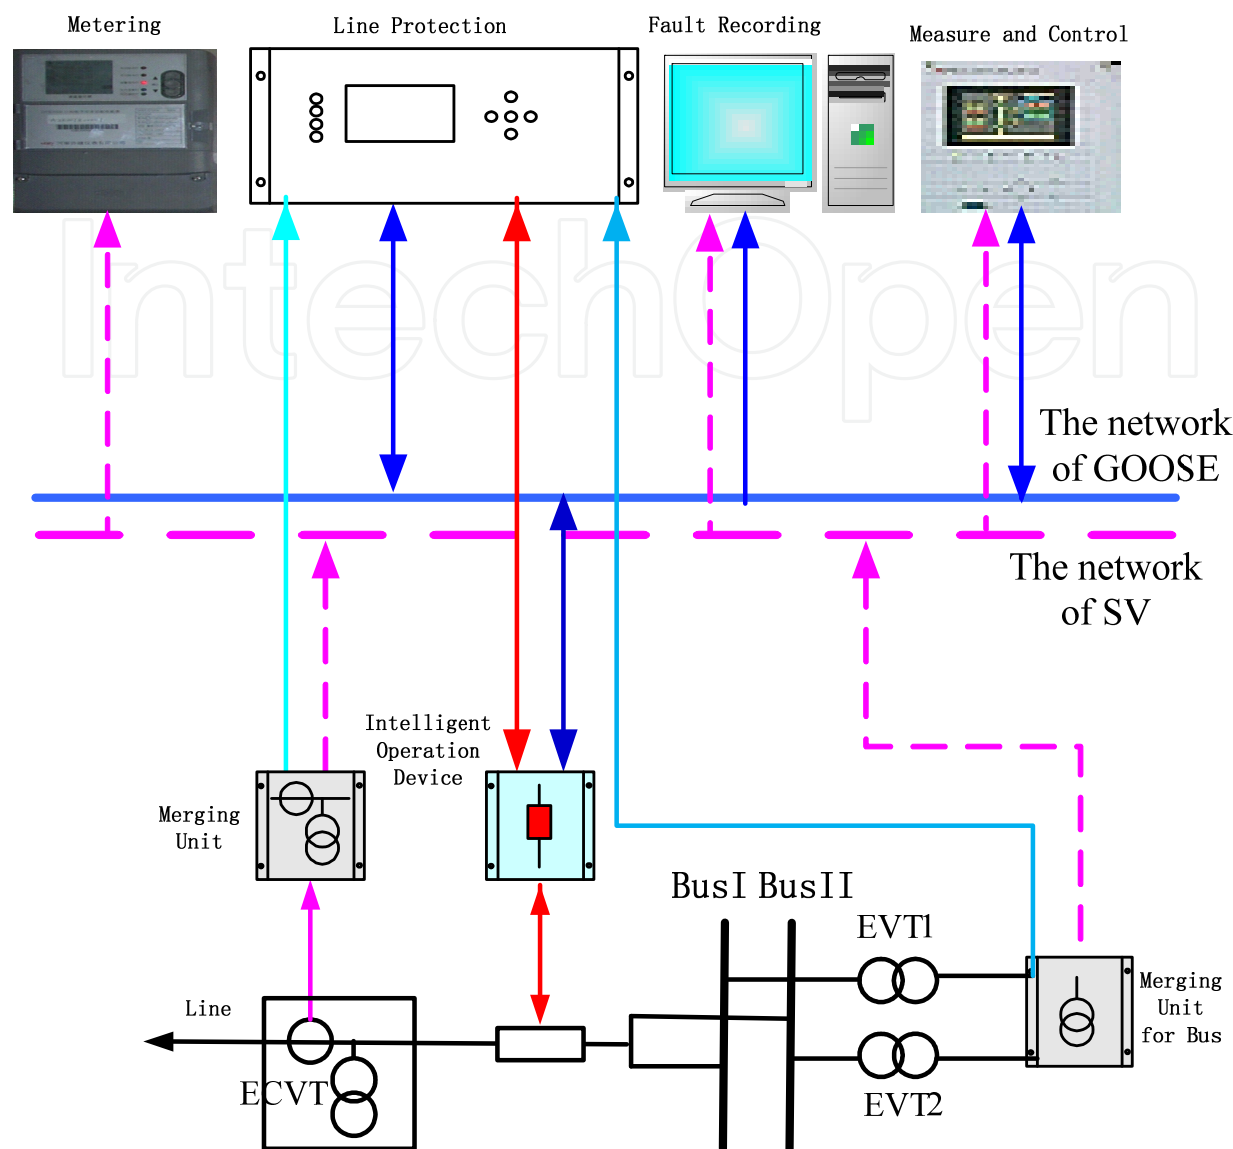 Metering
Line Protection
Fault Recording
Measure and Control
IntechOpen
The network
of GOOSE
The network
of SV
Intelligent
Operation
Device
Merging
Unit
BusI BusII
EVT1
Line
Merging
Unit
for Bus
ECVT
EVT2